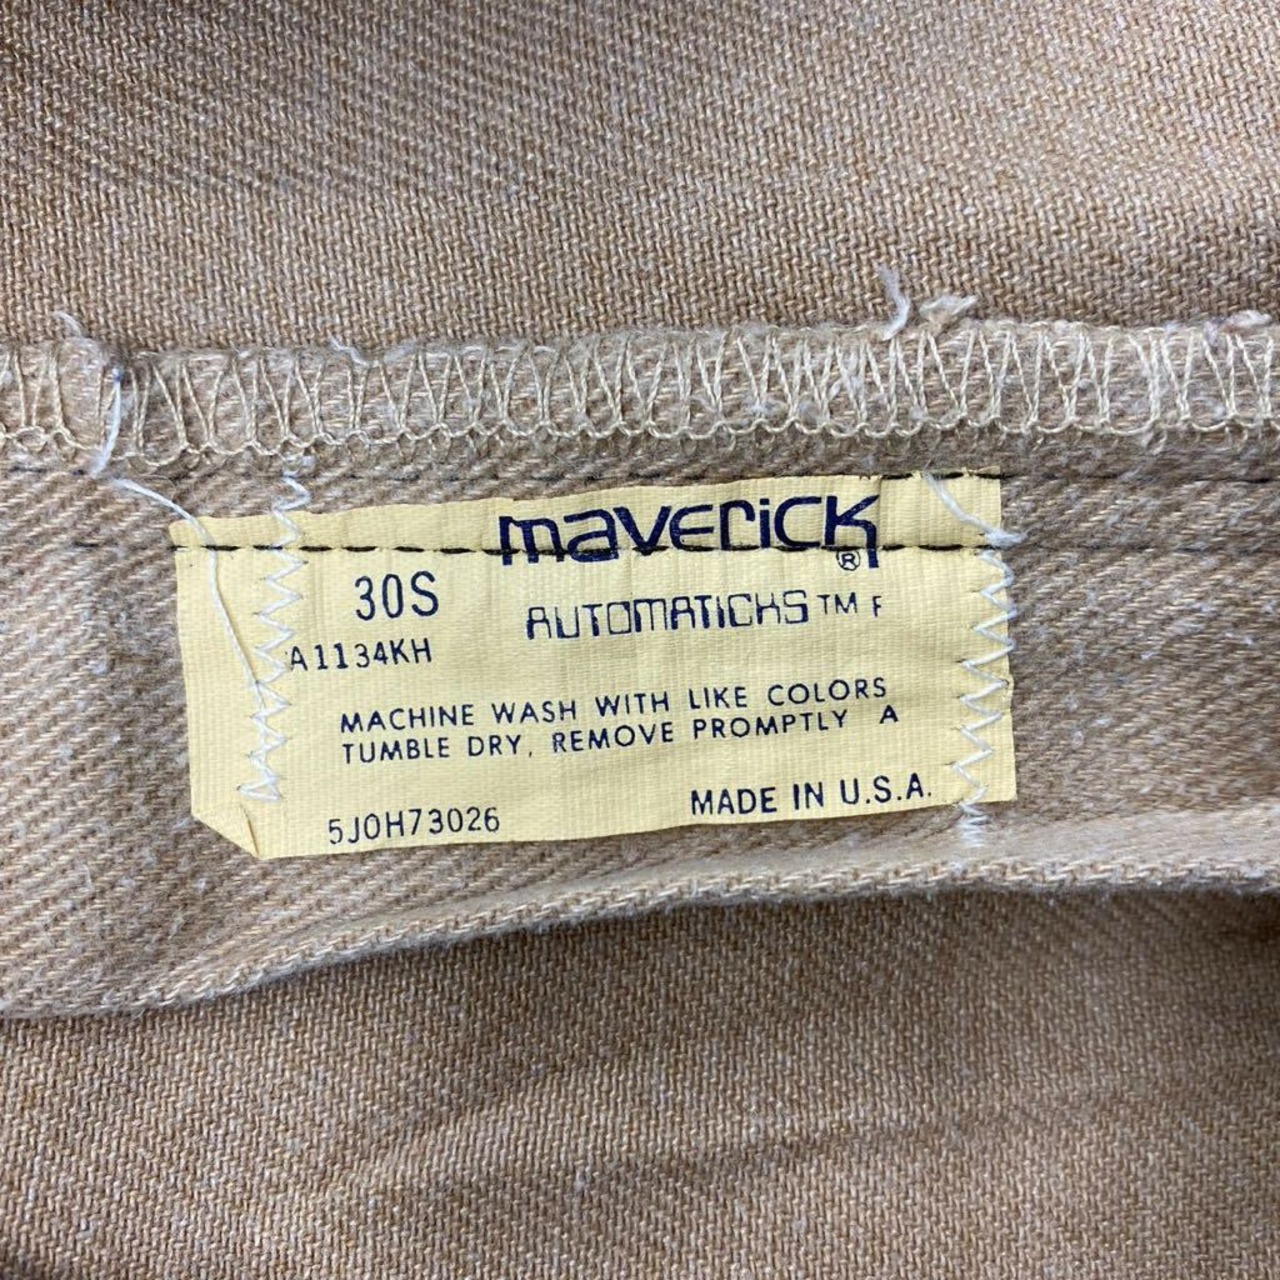 maverick®
30S
AUTOMATICKS™ F
A1134KH
MACHINE WASH WITH LIKE COLORS
TUMBLE DRY, REMOVE PROMPTLY A
5J0H73026
MADE IN U.S.A.